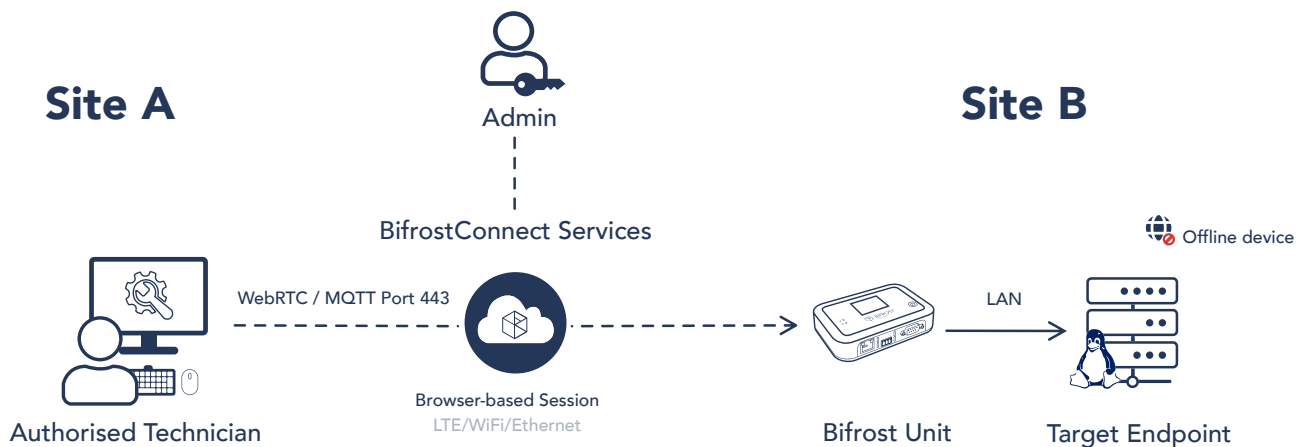 Site A
Admin
Site B
BifrostConnect Services
Offline device
WebRTC / MQTT Port 443
LAN
BIFROST
Browser-based Session
LTE/WiFi/Ethernet
Authorised Technician
Bifrost Unit
Target Endpoint